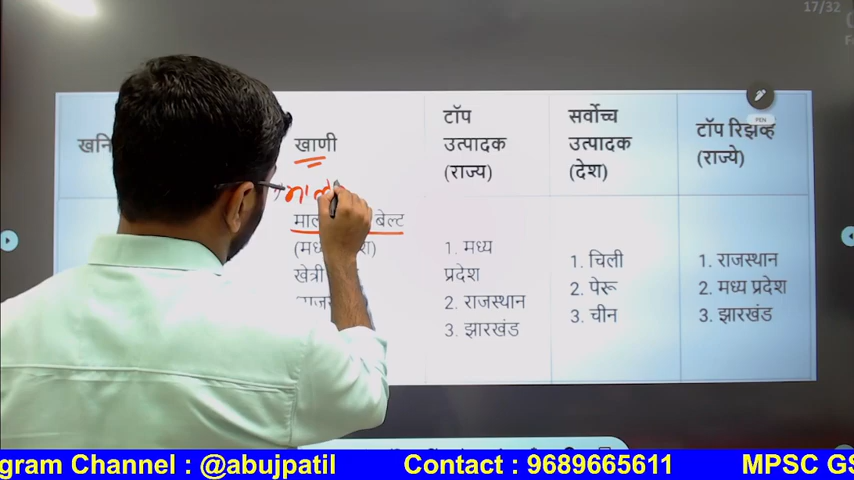 17/32
PEN
खाणी
टॉप
उत्पादक
(राज्य)
सर्वोच्च
उत्पादक
(देश)
टॉप रिझर्व्ह
(राज्ये)
बेल्ट
खेत्री
1. मध्य
प्रदेश
2. राजस्थान
3. झारखंड
1. चिली
2. पेरू
3. चीन
1. राजस्थान
2. मध्य प्रदेश
3. झारखंड
gram Channel : @abujpatil Contact : 9689665611 MPSC GS